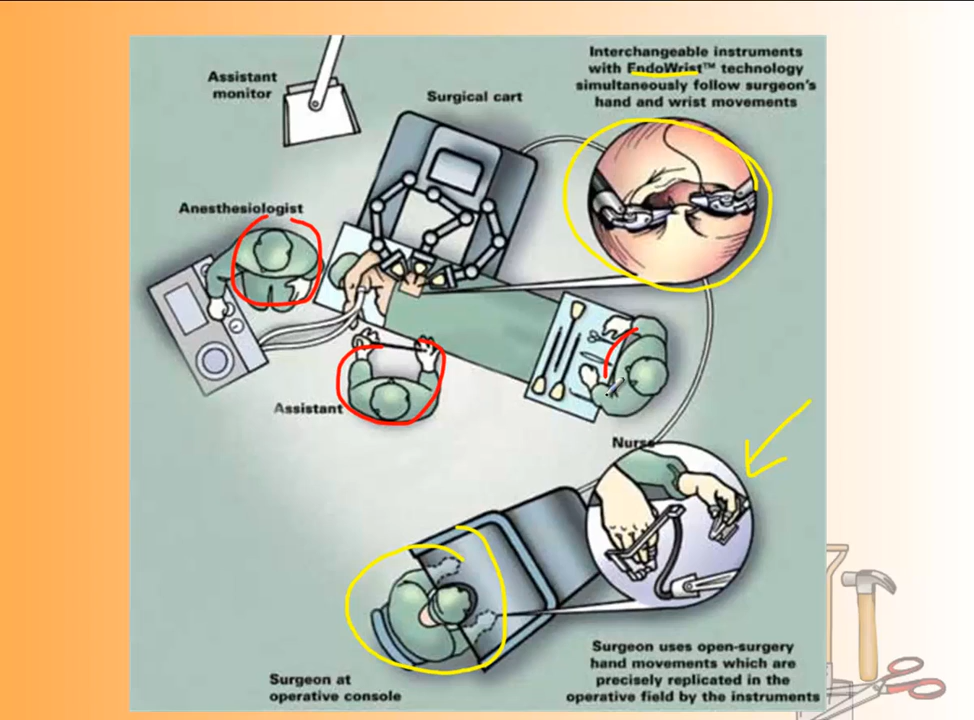 Interchangeable instruments
with EndoWrist™ technology
simultaneously follow surgeon's
hand and wrist movements
Assistant
monitor
Surgical cart
Anesthesiologist
Assistant
Nurse
Surgeon uses open-surgery
hand movements which are
precisely replicated in the
operative field by the instruments
Surgeon at
operative console